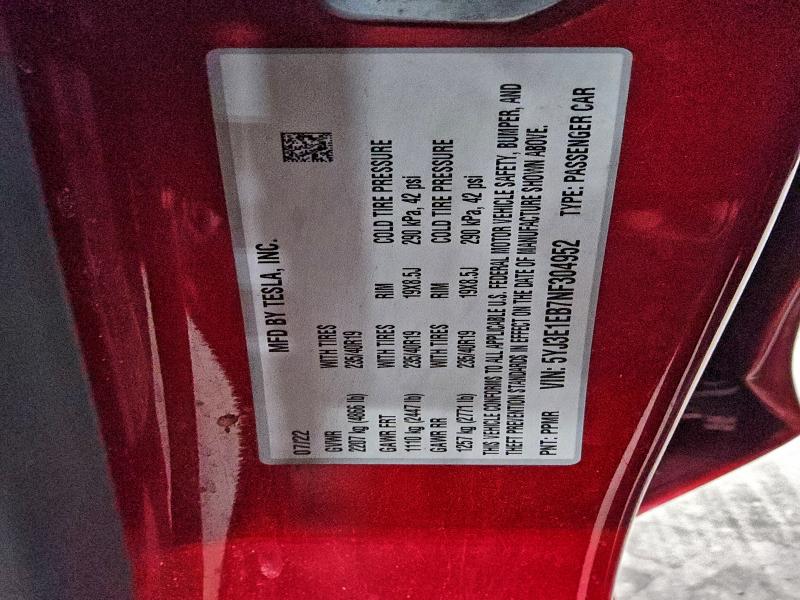 MFD BY TESLA, INC.
07/22
GVWR WITH TIRES
2207 kg (4866 lb) 235/40R19
GAWR FRT WITH TIRES RIM COLD TIRE PRESSURE
1110 kg (2447 lb) 235/40R19 19X8.5J 290 kPa, 42 psi
GAWR RR WITH TIRES RIM COLD TIRE PRESSURE
1257 kg (2771 lb) 235/40R19 19X8.5J 290 kPa, 42 psi
THIS VEHICLE CONFORMS TO ALL APPLICABLE U.S. FEDERAL MOTOR VEHICLE SAFETY, BUMPER, AND
THEFT PREVENTION STANDARDS IN EFFECT ON THE DATE OF MANUFACTURE SHOWN ABOVE.
PNT: PPMR VIN: 5YJ3E1EB7NF304952 TYPE: PASSENGER CAR